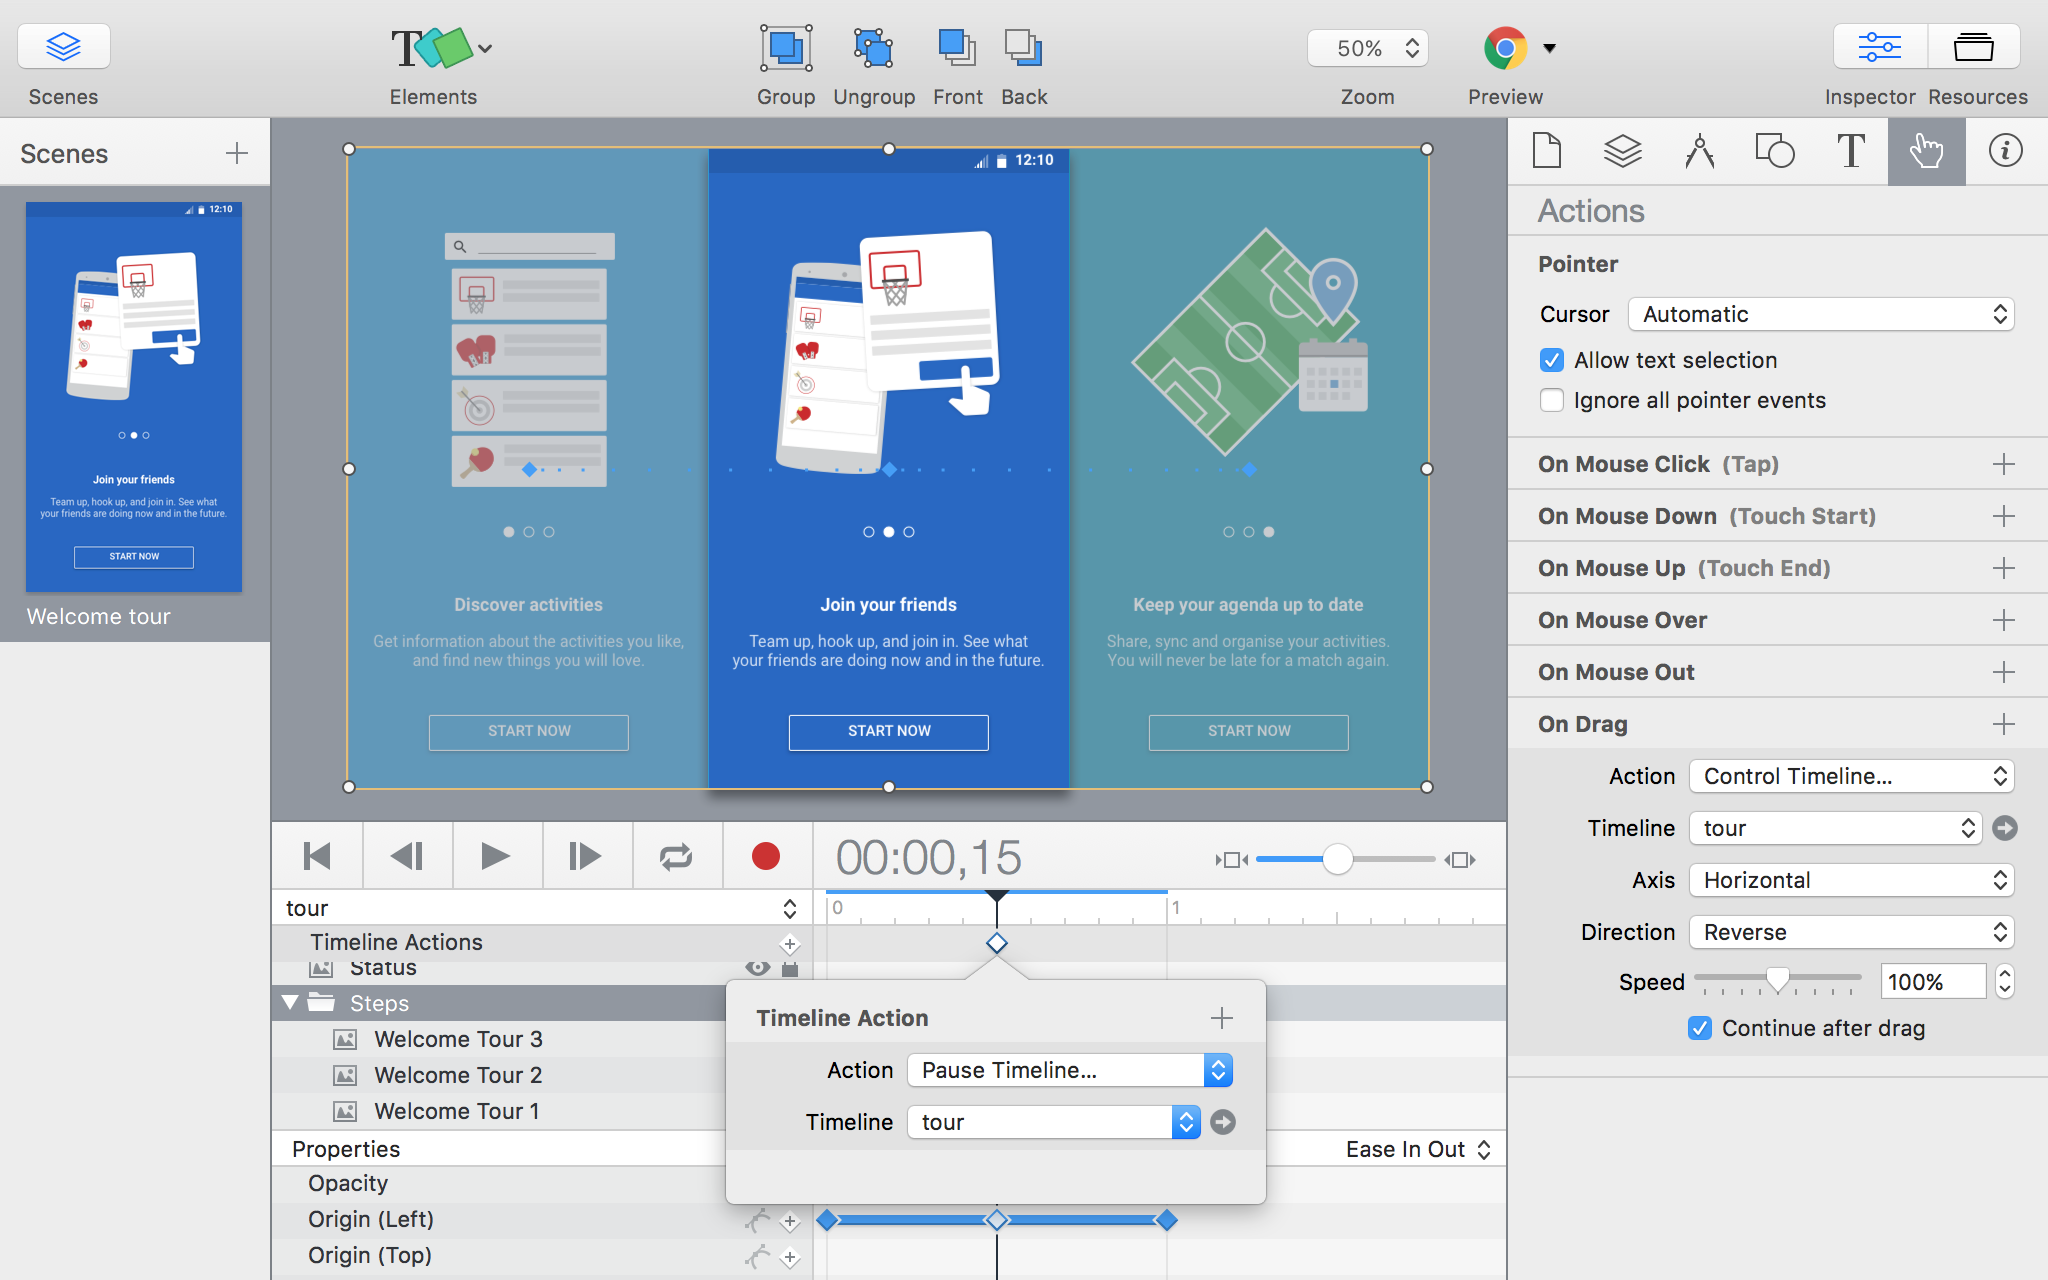 T
Scenes
Elements
Group
Ungroup
Front
Back
50%
Zoom
Preview
Inspector
Resources
Scenes
12:10
Join your friends
Team up, hook up, and join in. See what
your friends are doing now and in the future.
START NOW
Welcome tour
Discover activities
Get information about the activities you like,
and find new things you will love.
START NOW
12:10
Join your friends
Team up, hook up, and join in. See what
your friends are doing now and in the future.
START NOW
Keep your agenda up to date
Share, sync and organise your activities.
You will never be late for a match again.
START NOW
T
i
Actions
Pointer
Cursor
Automatic
Allow text selection
Ignore all pointer events
On Mouse Click (Tap)
On Mouse Down (Touch Start)
On Mouse Up (Touch End)
On Mouse Over
On Mouse Out
On Drag
Action
Control Timeline...
Timeline
tour
Axis
Horizontal
Direction
Reverse
Speed
100%
Continue after drag
00:00,15
tour
0
1
Timeline Actions
Status
Steps
Welcome Tour 3
Welcome Tour 2
Welcome Tour 1
Properties
Ease In Out
Opacity
Origin (Left)
Origin (Top)
Timeline Action
Action
Pause Timeline...
Timeline
tour